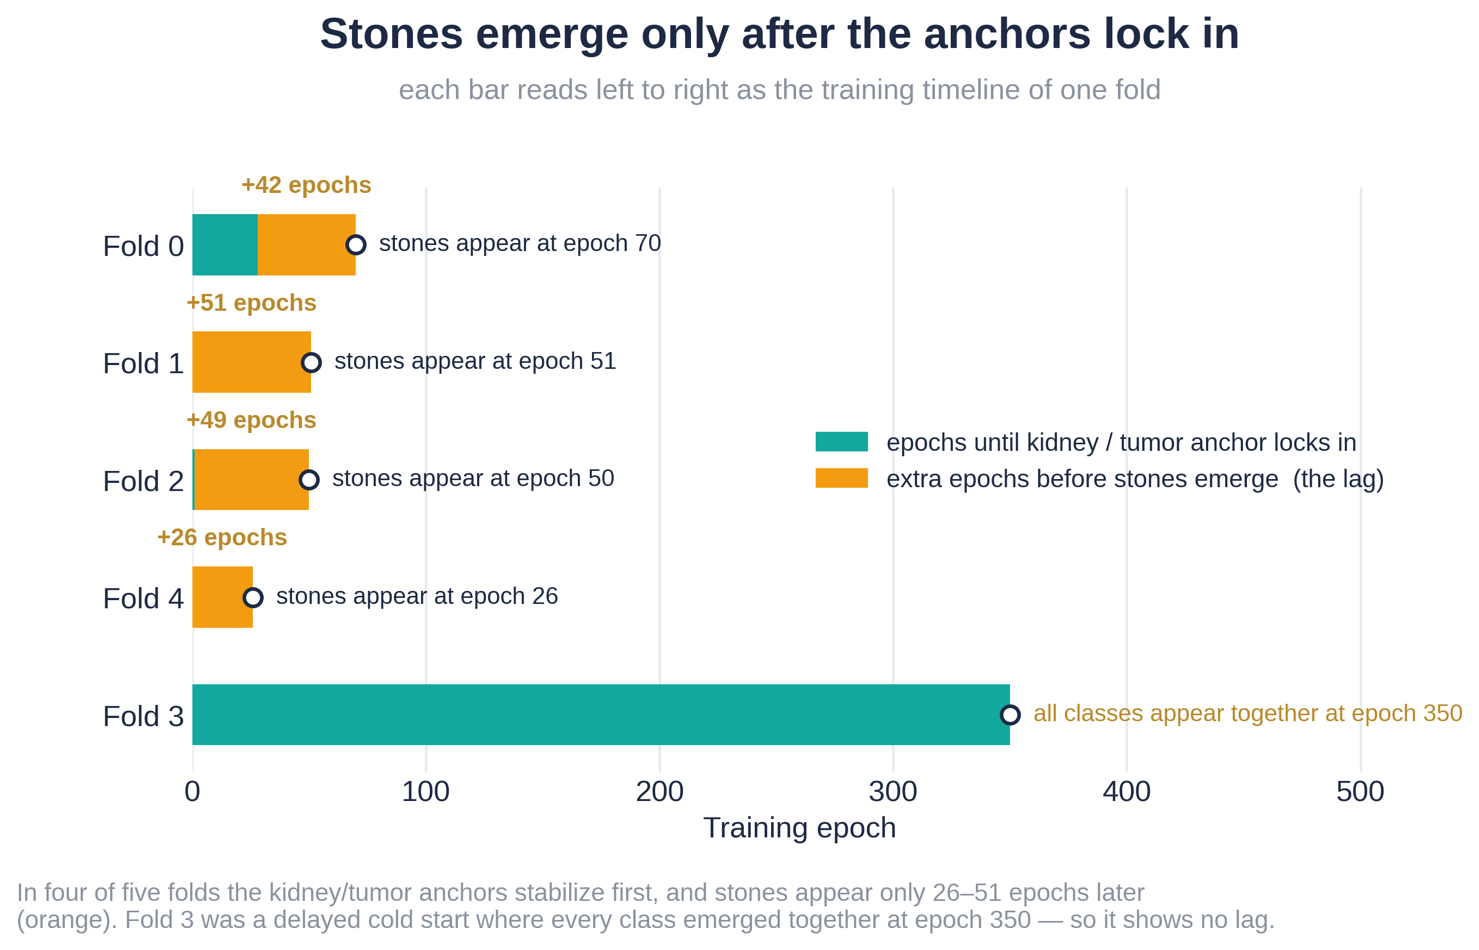 Stones emerge only after the anchors lock in
each bar reads left to right as the training timeline of one fold
+42 epochs
Fold 0
stones appear at epoch 70
+51 epochs
Fold 1
stones appear at epoch 51
+49 epochs
Fold 2
stones appear at epoch 50
epochs until kidney / tumor anchor locks in
extra epochs before stones emerge (the lag)
+26 epochs
Fold 4
stones appear at epoch 26
Fold 3
all classes appear together at epoch 350
0 100 200 300 400 500
Training epoch
In four of five folds the kidney/tumor anchors stabilize first, and stones appear only 26–51 epochs later
(orange). Fold 3 was a delayed cold start where every class emerged together at epoch 350 — so it shows no lag.